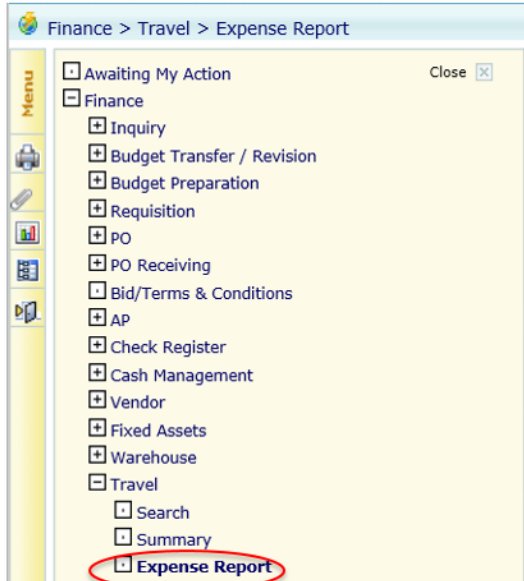 Finance > Travel > Expense Report
Menu
Awaiting My Action
Close
Finance
Inquiry
Budget Transfer / Revision
Budget Preparation
Requisition
PO
PO Receiving
Bid/Terms & Conditions
AP
Check Register
Cash Management
Vendor
Fixed Assets
Warehouse
Travel
Search
Summary
Expense Report